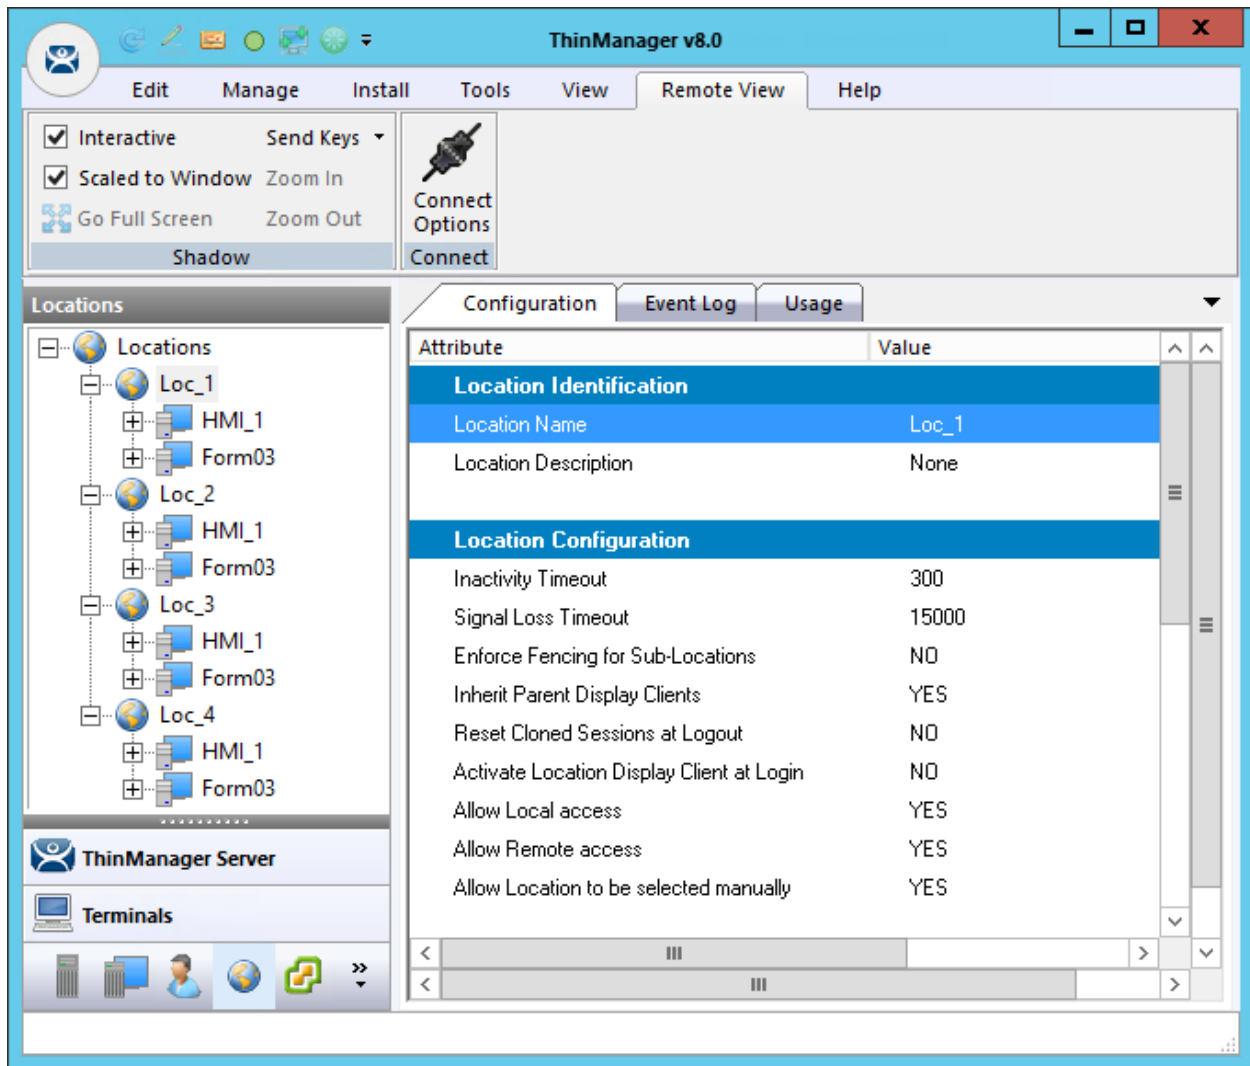 ThinManager v8.0
Edit Manage Install Tools View Remote View Help
Interactive Send Keys
Scaled to Window Zoom In
Go Full Screen Zoom Out
Shadow
Connect
Options
Connect
Locations
Locations
Loc_1
HMI_1
Form03
Loc_2
HMI_1
Form03
Loc_3
HMI_1
Form03
Loc_4
HMI_1
Form03
ThinManager Server
Terminals
Configuration Event Log Usage
Attribute Value
Location Identification
Location Name Loc_1
Location Description None
Location Configuration
Inactivity Timeout 300
Signal Loss Timeout 15000
Enforce Fencing for Sub-Locations NO
Inherit Parent Display Clients YES
Reset Cloned Sessions at Logout NO
Activate Location Display Client at Login NO
Allow Local access YES
Allow Remote access YES
Allow Location to be selected manually YES